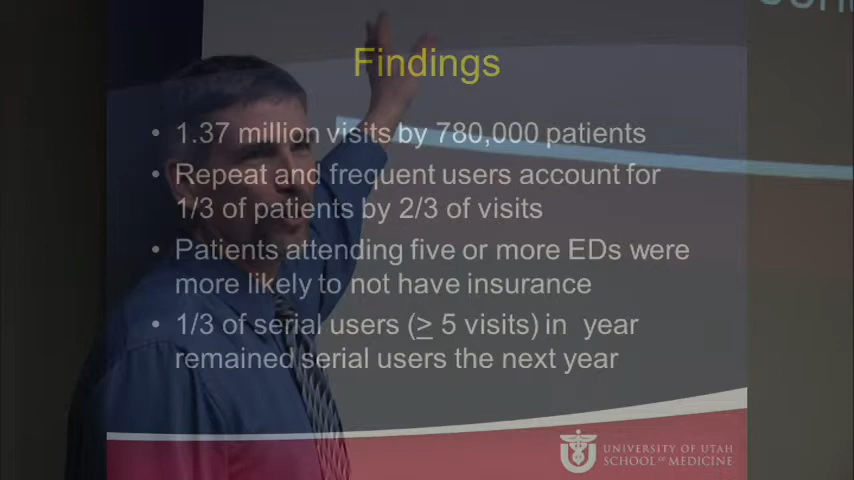 Findings
• 1.37 million visits by 780,000 patients
• Repeat and frequent users account for
1/3 of patients by 2/3 of visits
• Patients attending five or more EDs were
more likely to not have insurance
• 1/3 of serial users (≥ 5 visits) in year
remained serial users the next year
UNIVERSITY OF UTAH
SCHOOL OF MEDICINE